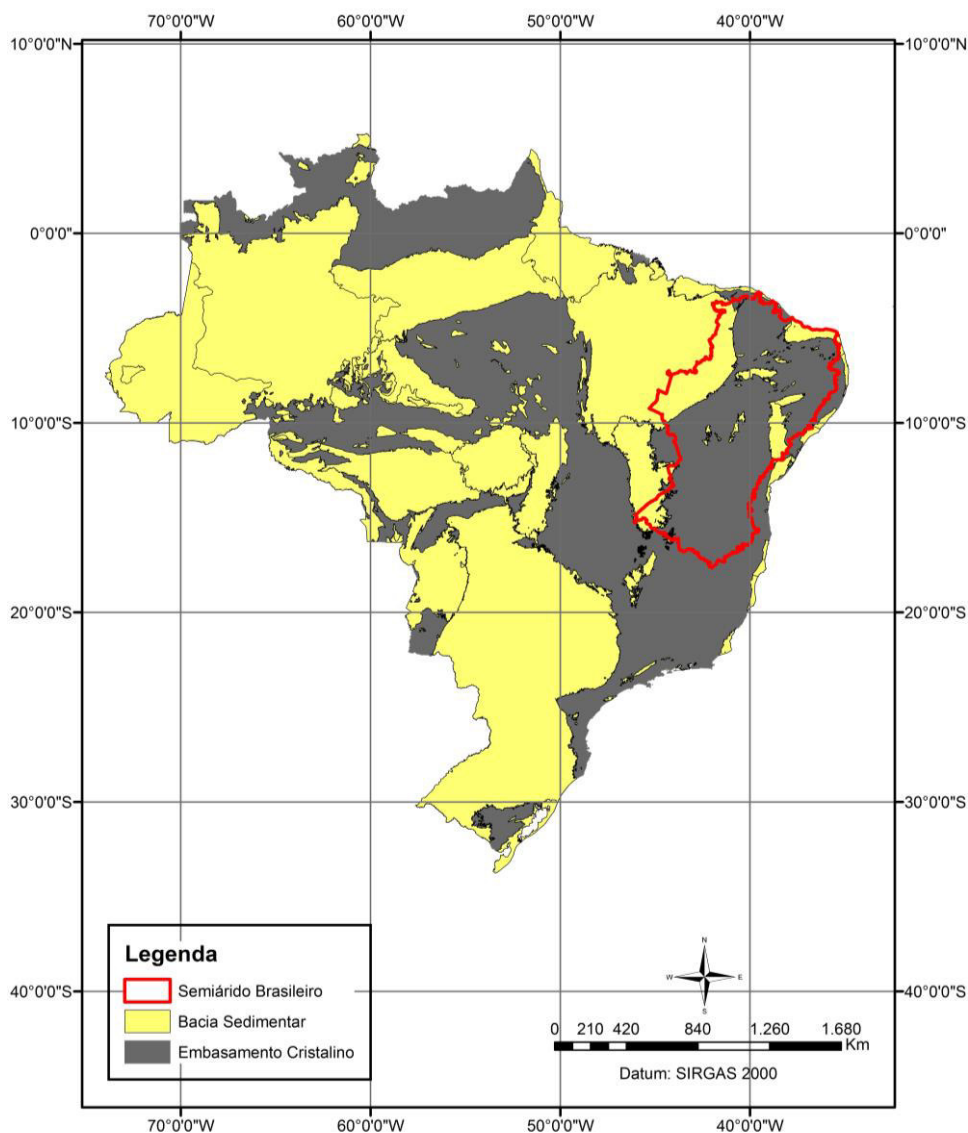 70°0'0"W 60°0'0"W 50°0'0"W 40°0'0"W
10°0'0"N 10°0'0"N
0°0'0" 0°0'0"
10°0'0"S 10°0'0"S
20°0'0"S 20°0'0"S
30°0'0"S 30°0'0"S
Legenda
Semiárido Brasileiro
Bacia Sedimentar
Embasamento Cristalino
N
W E
S
40°0'0"S 40°0'0"S
0 210 420 840 1.260 1.680
Km
Datum: SIRGAS 2000
70°0'0"W 60°0'0"W 50°0'0"W 40°0'0"W